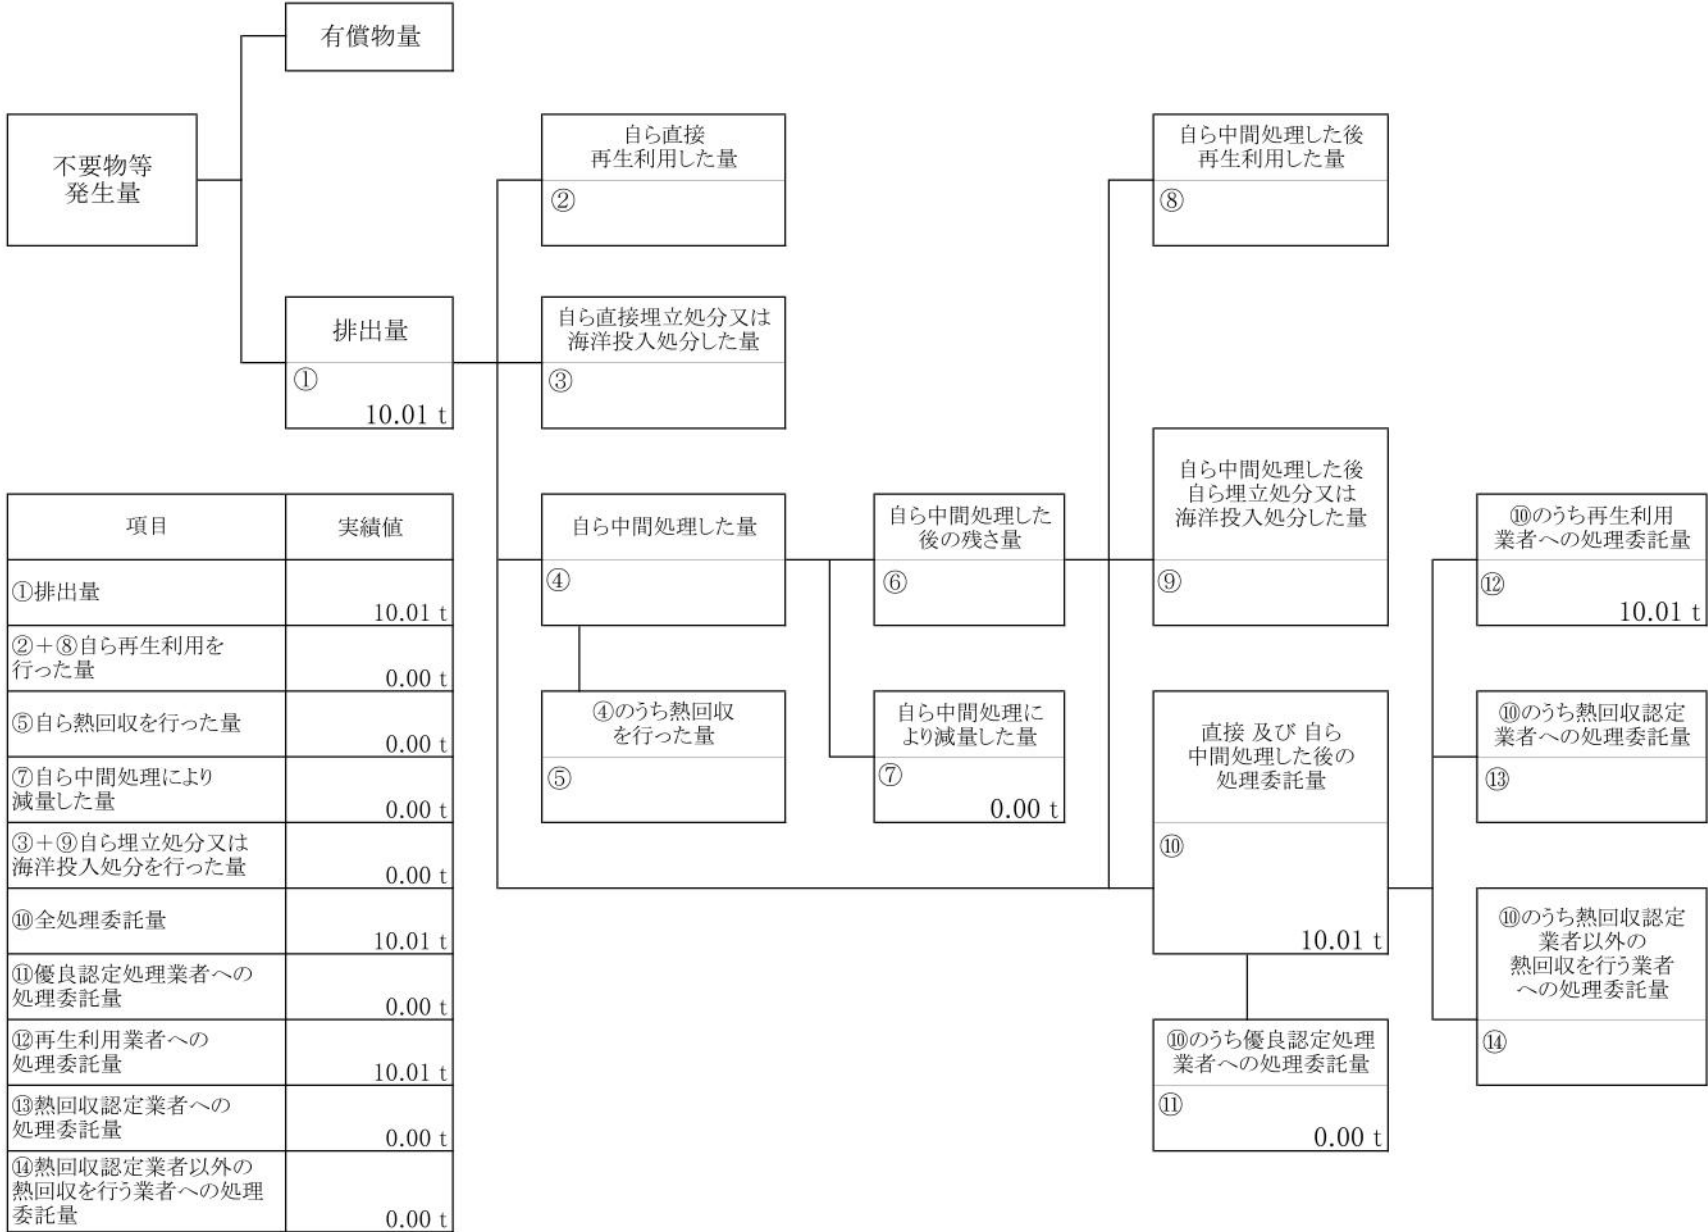 有償物量
不要物等
発生量
自ら直接
再生利用した量
②
自ら中間処理した後
再生利用した量
⑧
排出量
①
10.01 t
自ら直接埋立処分又は
海洋投入処分した量
③
自ら中間処理した量
④
自ら中間処理した
後の残さ量
⑥
自ら中間処理した後
自ら埋立処分又は
海洋投入処分した量
⑨
⑩のうち再生利用
業者への処理委託量
⑫
10.01 t
④のうち熱回収
を行った量
⑤
自ら中間処理に
より減量した量
⑦
0.00 t
直接 及び 自ら
中間処理した後の
処理委託量
⑩
10.01 t
⑩のうち熱回収認定
業者への処理委託量
⑬
⑩のうち熱回収認定
業者以外の
熱回収を行う業者
への処理委託量
⑭
⑩のうち優良認定処理
業者への処理委託量
⑪
0.00 t
項目 実績値
①排出量
10.01 t
②+⑧自ら再生利用を
行った量
0.00 t
⑤自ら熱回収を行った量
0.00 t
⑦自ら中間処理により
減量した量
0.00 t
③+⑨自ら埋立処分又は
海洋投入処分を行った量
0.00 t
⑩全処理委託量
10.01 t
⑪優良認定処理業者への
処理委託量
0.00 t
⑫再生利用業者への
処理委託量
10.01 t
⑬熱回収認定業者への
処理委託量
0.00 t
⑭熱回収認定業者以外の
熱回収を行う業者への処理
委託量
0.00 t